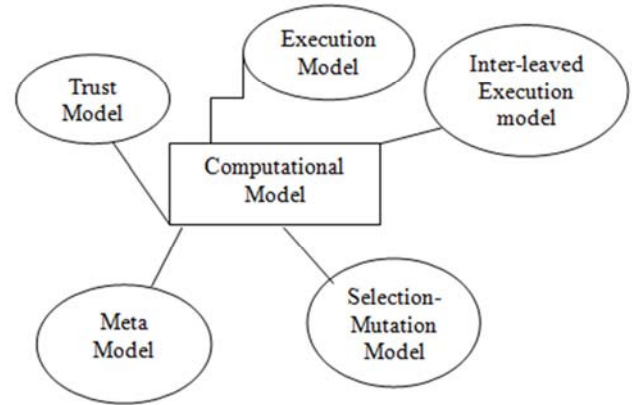 Execution
Model
Inter-leaved
Execution
model
Trust
Model
Computational
Model
Meta
Model
Selection-
Mutation
Model